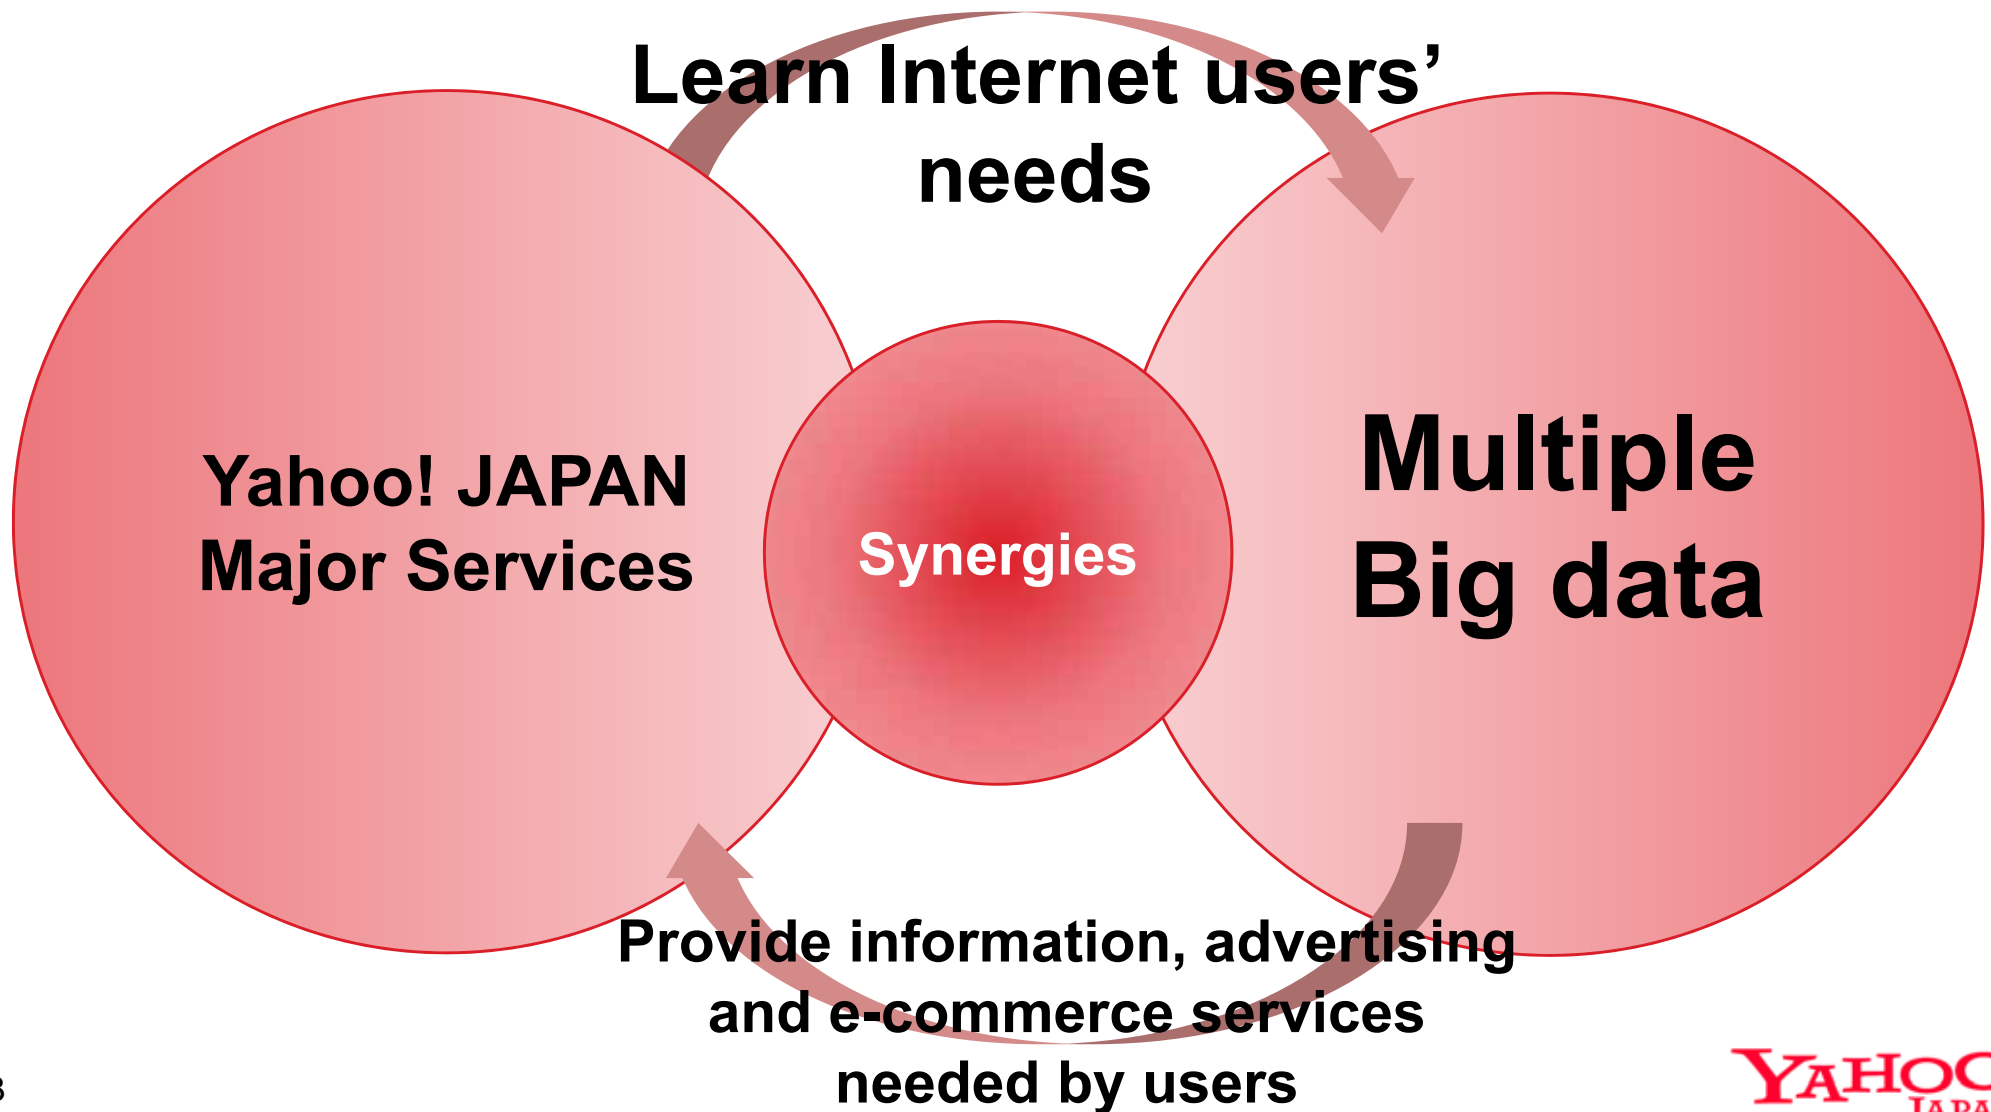 Learn Internet users’
needs
Yahoo! JAPAN
Major Services
Synergies
Multiple
Big data
Provide information, advertising
and e-commerce services
needed by users
YAHOO